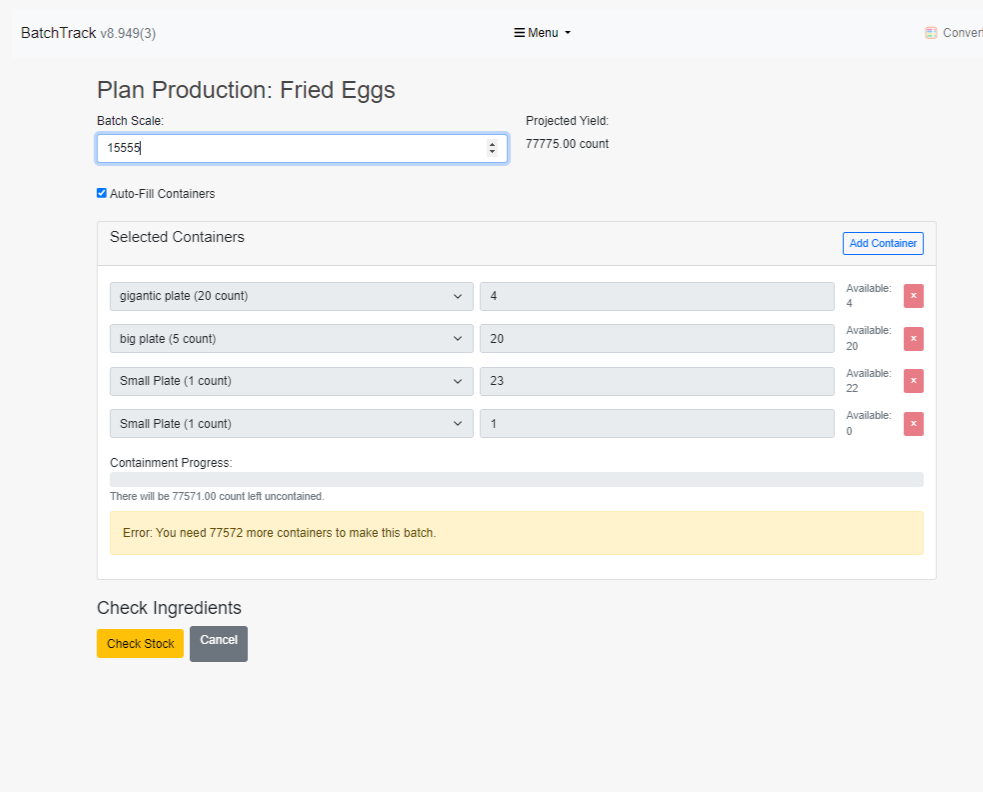 BatchTrack v8.949(3)
Menu
Conver
Plan Production: Fried Eggs
Batch Scale:
15555
Projected Yield:
77775.00 count
Auto-Fill Containers
Selected Containers
Add Container
gigantic plate (20 count)
4
Available:
4
×
big plate (5 count)
20
Available:
20
×
Small Plate (1 count)
23
Available:
22
×
Small Plate (1 count)
1
Available:
0
×
Containment Progress:
There will be 77571.00 count left uncontained.
Error: You need 77572 more containers to make this batch.
Check Ingredients
Check Stock
Cancel